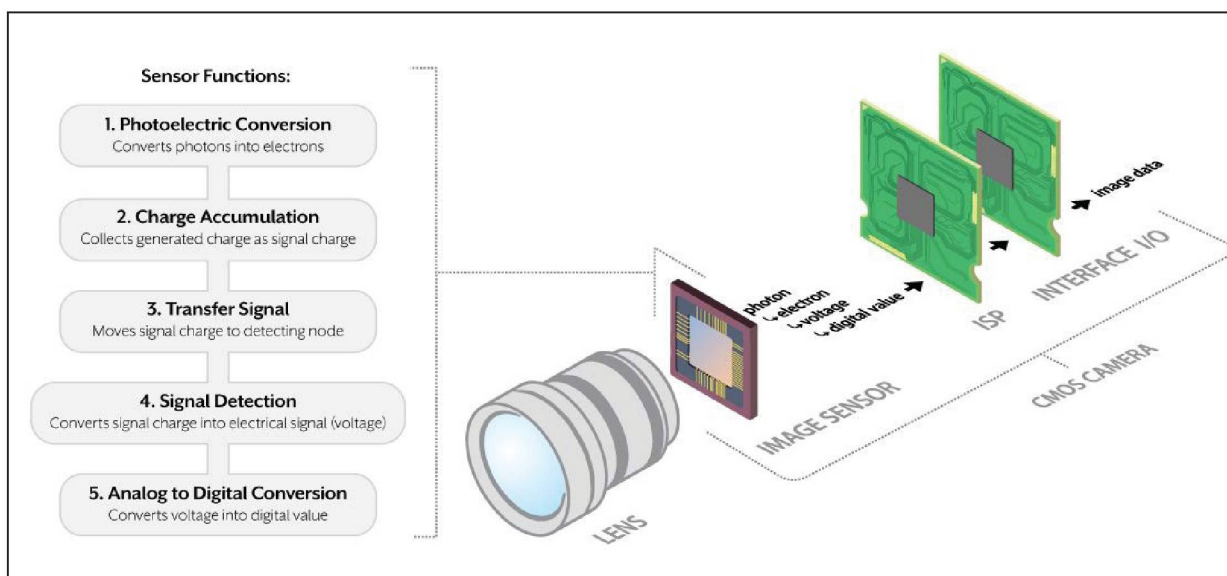 Sensor Functions:
1. Photoelectric Conversion
Converts photons into electrons
2. Charge Accumulation
Collects generated charge as signal charge
3. Transfer Signal
Moves signal charge to detecting node
4. Signal Detection
Converts signal charge into electrical signal (voltage)
5. Analog to Digital Conversion
Converts voltage into digital value
photon
↳ electron
↳ voltage
↳ digital value
image data
LENS
IMAGE SENSOR
ISP
INTERFACE I/O
CMOS CAMERA